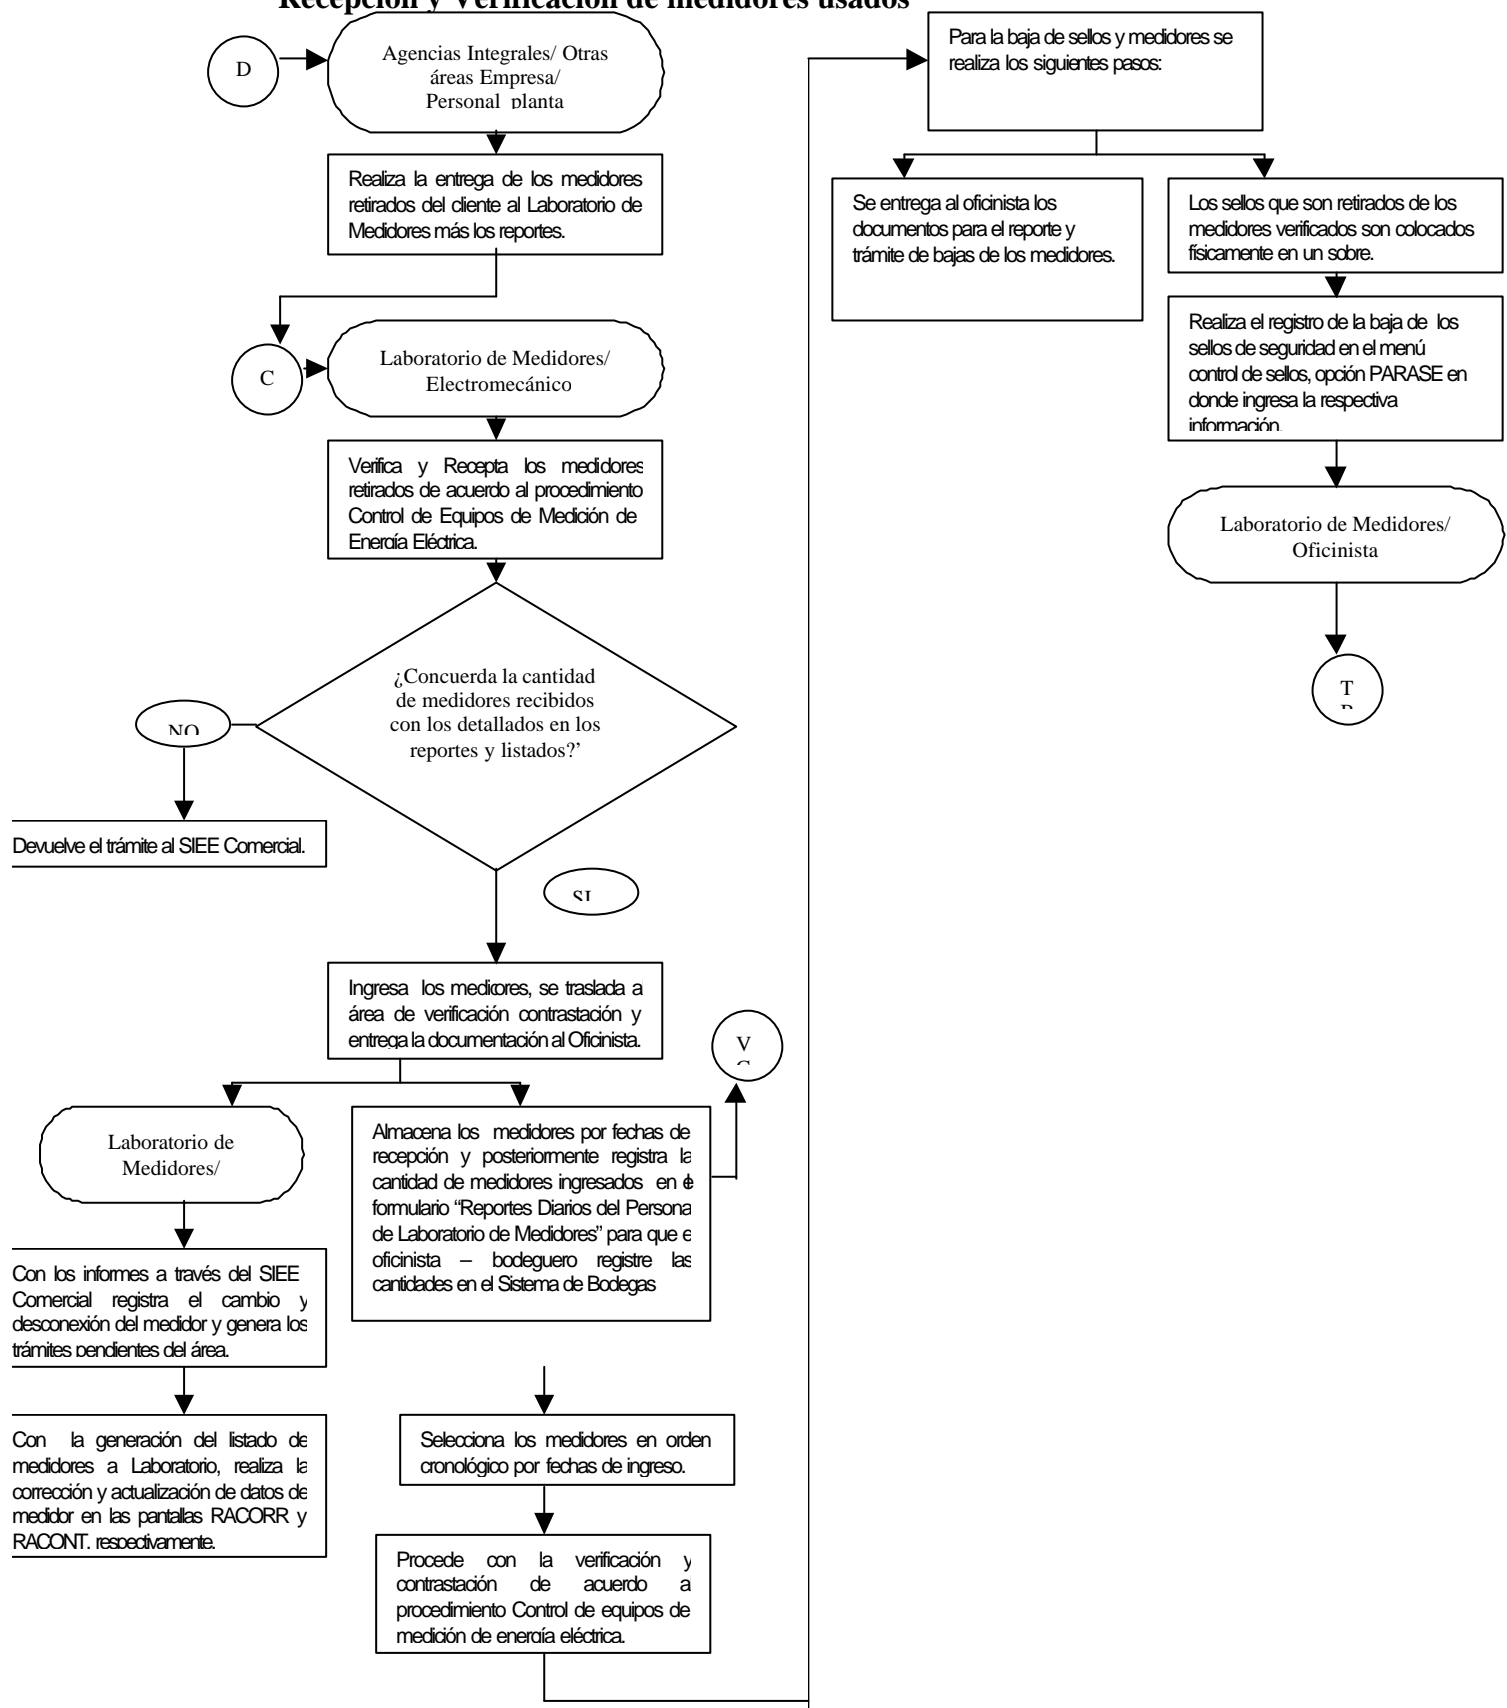 Recepción y Verificación de medidores usados
D
Agencias Integrales/ Otras
áreas Empresa/
Personal planta
Realiza la entrega de los medidores
retirados del cliente al Laboratorio de
Medidores más los reportes.
C
Laboratorio de Medidores/
Electromecánico
Verifica y Recepta los medidores
retirados de acuerdo al procedimiento
Control de Equipos de Medición de
Energía Eléctrica.
¿Concuerda la cantidad
de medidores recibidos
con los detallados en los
reportes y listados?’
NO
Devuelve el trámite al SIEE Comercial.
SI
Ingresa los medidores, se traslada a
área de verificación contrastación y
entrega la documentación al Oficinista.
V
Laboratorio de
Medidores/
Almacena los medidores por fechas de
recepción y posteriormente registra la
cantidad de medidores ingresados en el
formulario “Reportes Diarios del Persona
de Laboratorio de Medidores” para que e
oficinista – bodeguero registre las
cantidades en el Sistema de Bodegas
Con los informes a través del SIEE
Comercial registra el cambio y
desconexión del medidor y genera los
trámites pendientes del área.
Con la generación del listado de
medidores a Laboratorio, realiza la
corrección y actualización de datos de
medidor en las pantallas RACORR y
RACONT. respectivamente.
Selecciona los medidores en orden
cronológico por fechas de ingreso.
Procede con la verificación y
contrastación de acuerdo a
procedimiento Control de equipos de
medición de energía eléctrica.
Para la baja de sellos y medidores se
realiza los siguientes pasos:
Se entrega al oficinista los
documentos para el reporte y
trámite de bajas de los medidores.
Los sellos que son retirados de los
medidores verificados son colocados
físicamente en un sobre.
Realiza el registro de la baja de los
sellos de seguridad en el menú
control de sellos, opción PARASE en
donde ingresa la respectiva
información.
Laboratorio de Medidores/
Oficinista
T